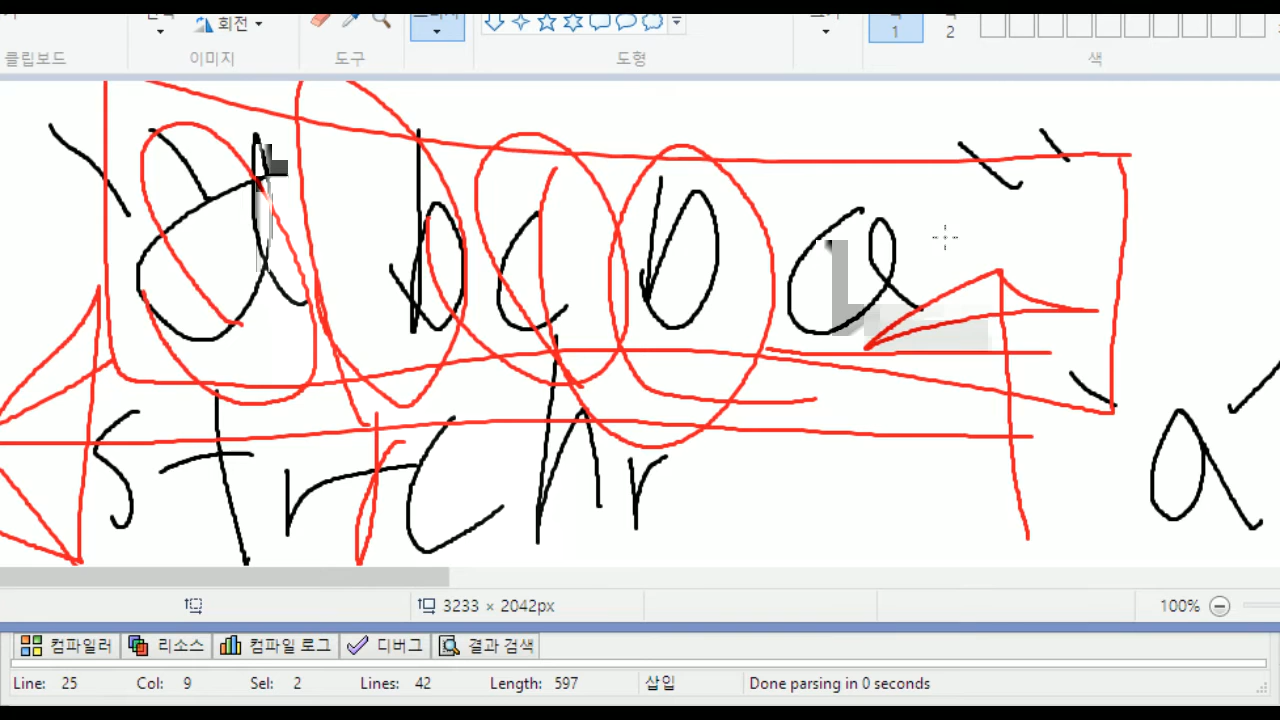 회전
클립보드 이미지 도구 도형 1 2 색
"abcba"
strchr a
3233 × 2042px 100%
컴파일러 리소스 컴파일 로그 디버그 결과 검색
Line: 25 Col: 9 Sel: 2 Lines: 42 Length: 597 삽입 Done parsing in 0 seconds